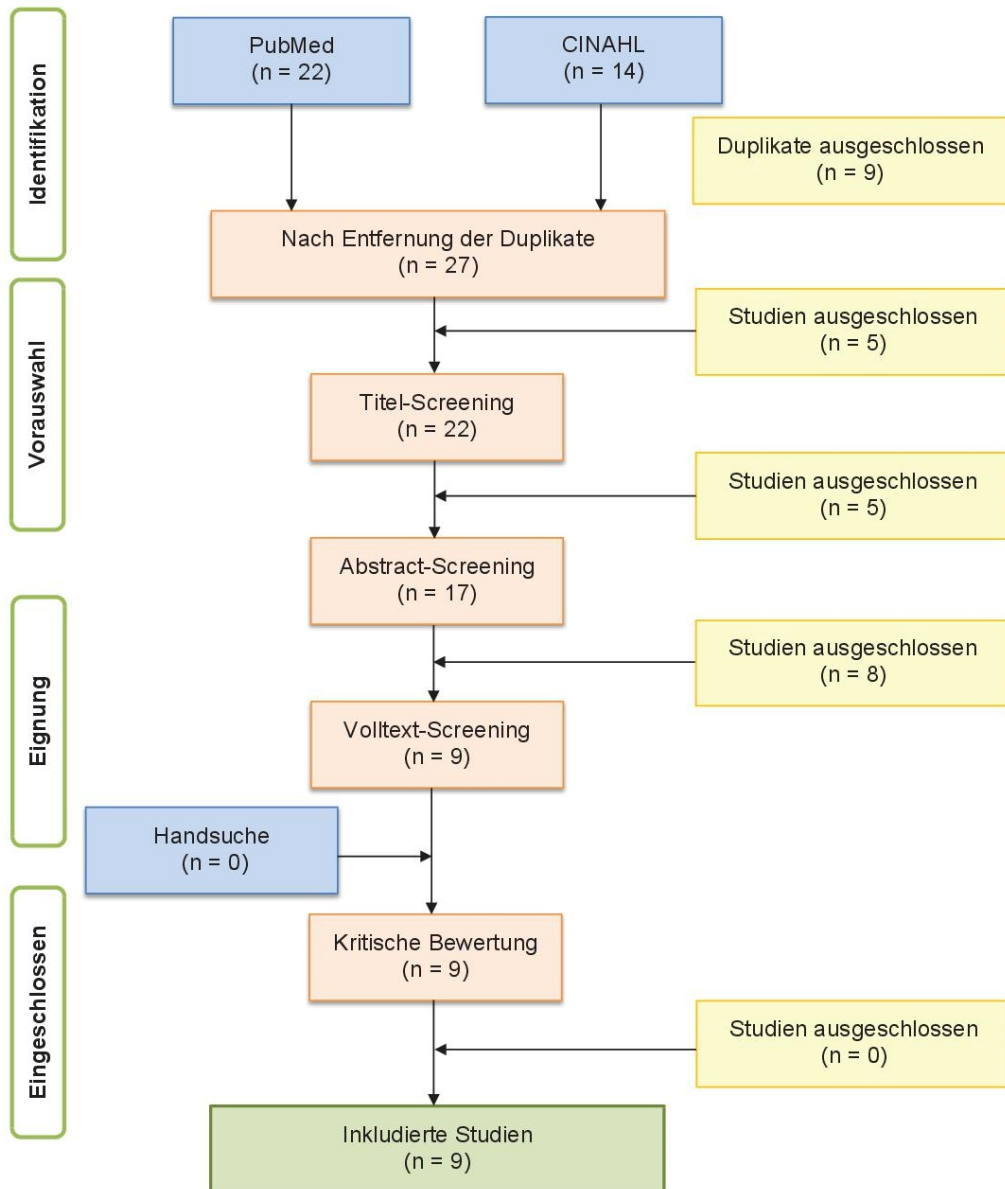 Identifikation
PubMed
(n = 22)
CINAHL
(n = 14)
Duplikate ausgeschlossen
(n = 9)
Nach Entfernung der Duplikate
(n = 27)
Vorauswahl
Studien ausgeschlossen
(n = 5)
Titel-Screening
(n = 22)
Studien ausgeschlossen
(n = 5)
Abstract-Screening
(n = 17)
Eignung
Studien ausgeschlossen
(n = 8)
Volltext-Screening
(n = 9)
Handsuche
(n = 0)
Eingeschlossen
Kritische Bewertung
(n = 9)
Studien ausgeschlossen
(n = 0)
Inkludierte Studien
(n = 9)